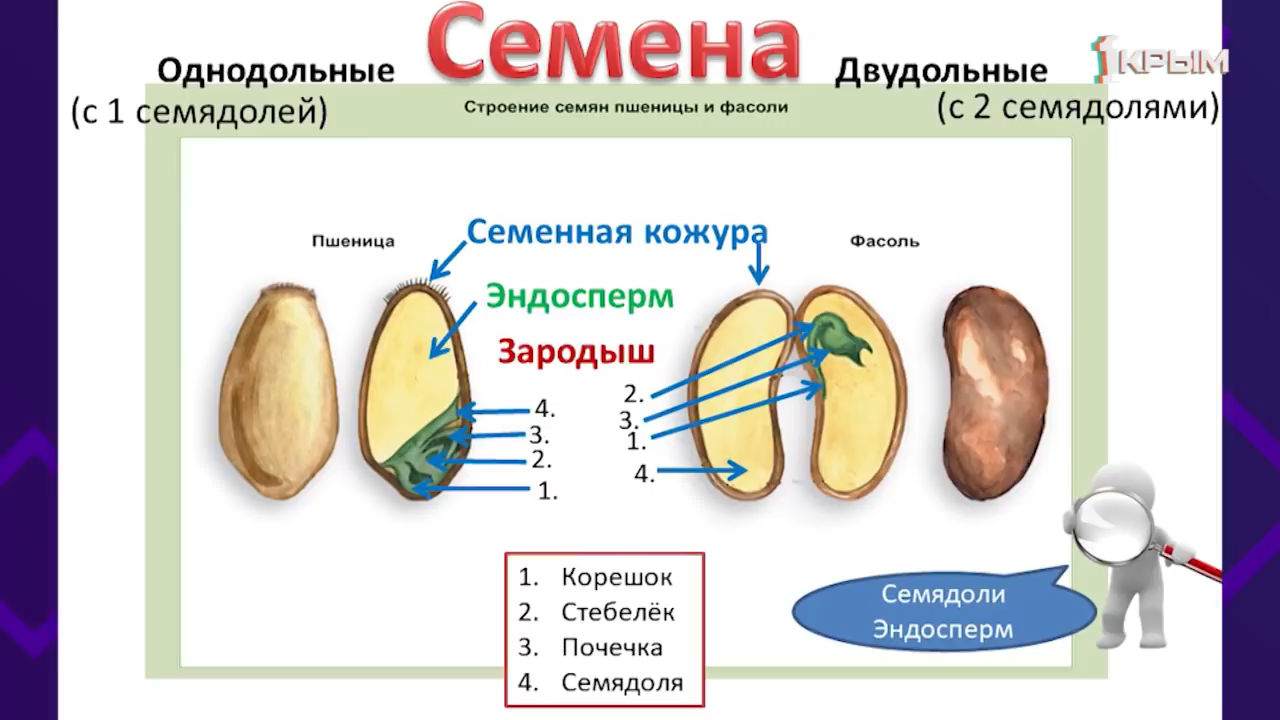 Семена
Однодольные
(с 1 семядолей)
Двудольные
(с 2 семядолями)
1 КРЫМ
Строение семян пшеницы и фасоли
Пшеница
Семенная кожура
Фасоль
Эндосперм
Зародыш
4.
3.
2.
1.
2.
3.
1.
4.
1. Корешок
2. Стебелёк
3. Почечка
4. Семядоля
Семядоли
Эндосперм